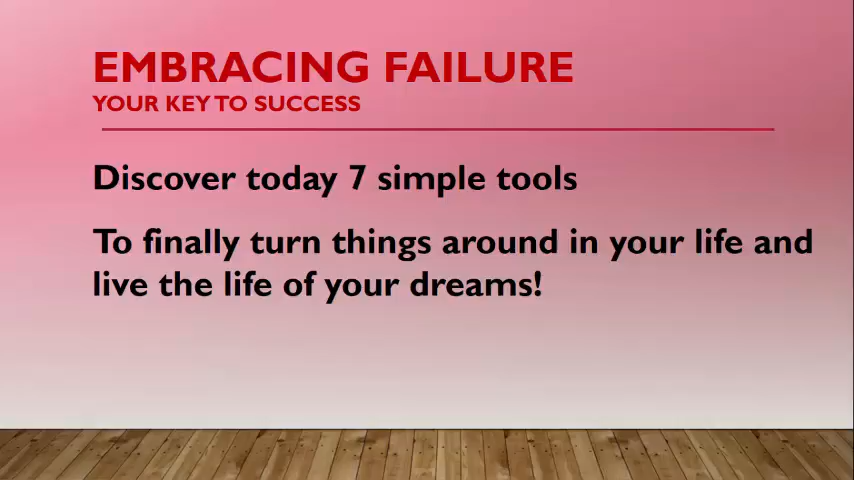 EMBRACING FAILURE
YOUR KEY TO SUCCESS
Discover today 7 simple tools
To finally turn things around in your life and
live the life of your dreams!